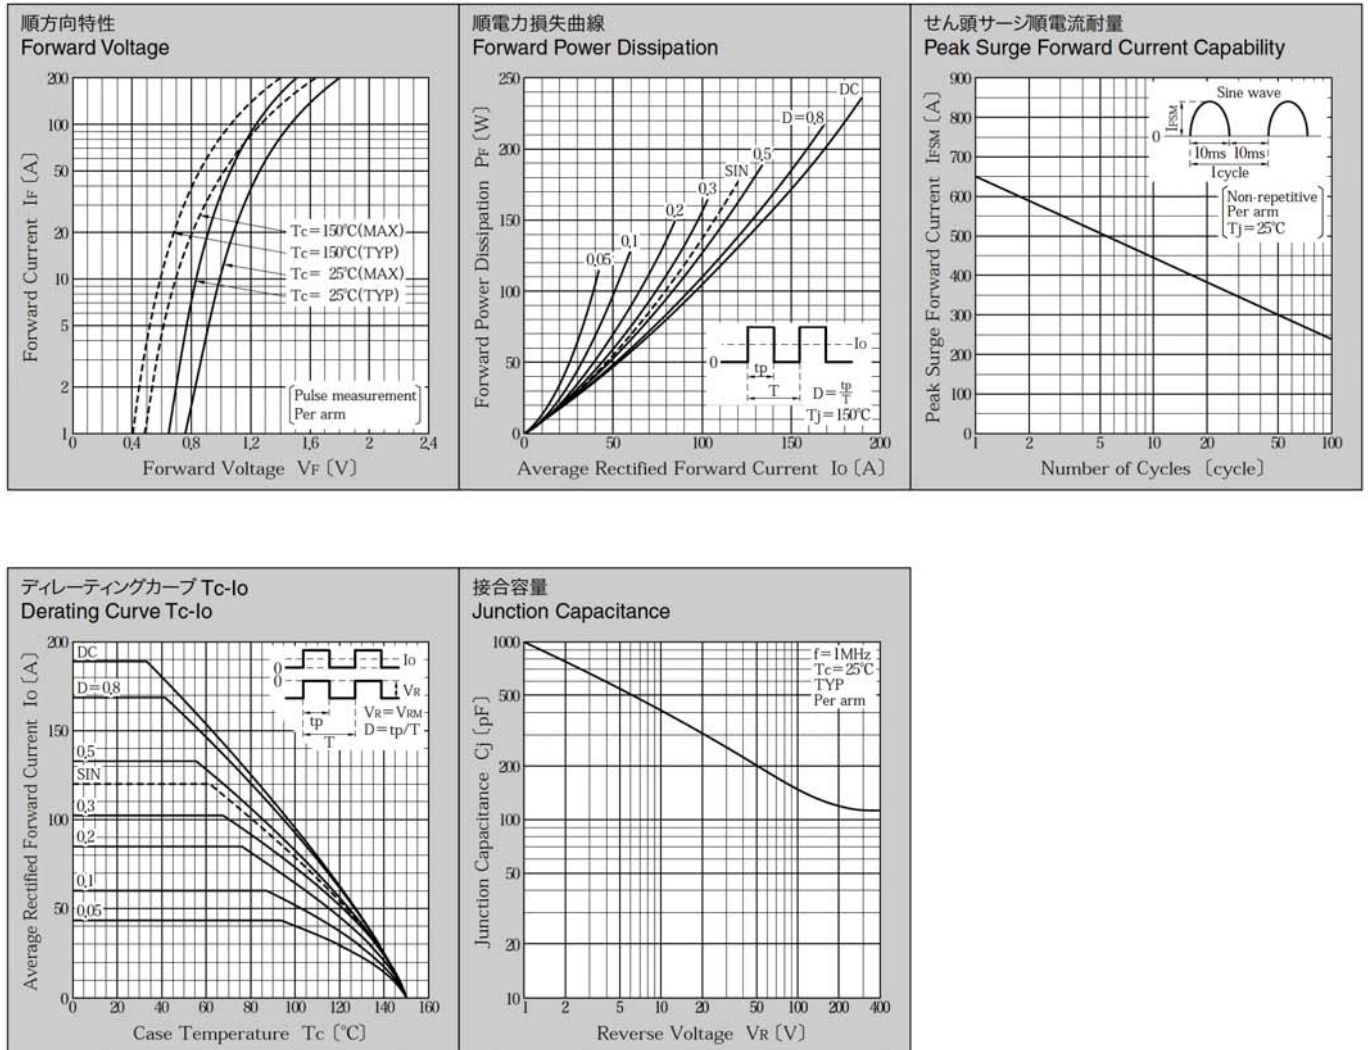 順方向特性
Forward Voltage
200
100
50
20
10
5
2
1
0
0.4
0.8
1.2
1.6
2
2.4
Forward Current IF [A]
Forward Voltage VF [V]
Tc=150℃(MAX)
Tc=150℃(TYP)
Tc= 25℃(MAX)
Tc= 25℃(TYP)
Pulse measurement
Per arm
順電力損失曲線
Forward Power Dissipation
250
200
150
100
50
0
0
50
100
150
200
Forward Power Dissipation PF [W]
Average Rectified Forward Current Io [A]
DC
D=0.8
0.5
SIN
0.3
0.2
0.1
0.05
Io
0
tp
T
D=tp/T
Tj=150℃
せん頭サージ順電流耐量
Peak Surge Forward Current Capability
900
800
700
600
500
400
300
200
100
0
1
2
5
10
20
50
100
Peak Surge Forward Current IFSM [A]
Number of Cycles [cycle]
Sine wave
IFSM
0
10ms
10ms
1cycle
Non-repetitive
Per arm
Tj=25℃
ディレーティングカーブ Tc-Io
Derating Curve Tc-Io
200
150
100
50
0
0
20
40
60
80
100
120
140
160
Average Rectified Forward Current Io [A]
Case Temperature Tc [℃]
DC
D=0.8
0.5
SIN
0.3
0.2
0.1
0.05
0
Io
0
VR
tp
T
VR=VRM
D=tp/T
接合容量
Junction Capacitance
1000
500
200
100
50
20
10
1
2
5
10
20
50
100
200
400
Junction Capacitance Cj [pF]
Reverse Voltage VR [V]
f=1MHz
Tc=25℃
TYP
Per arm